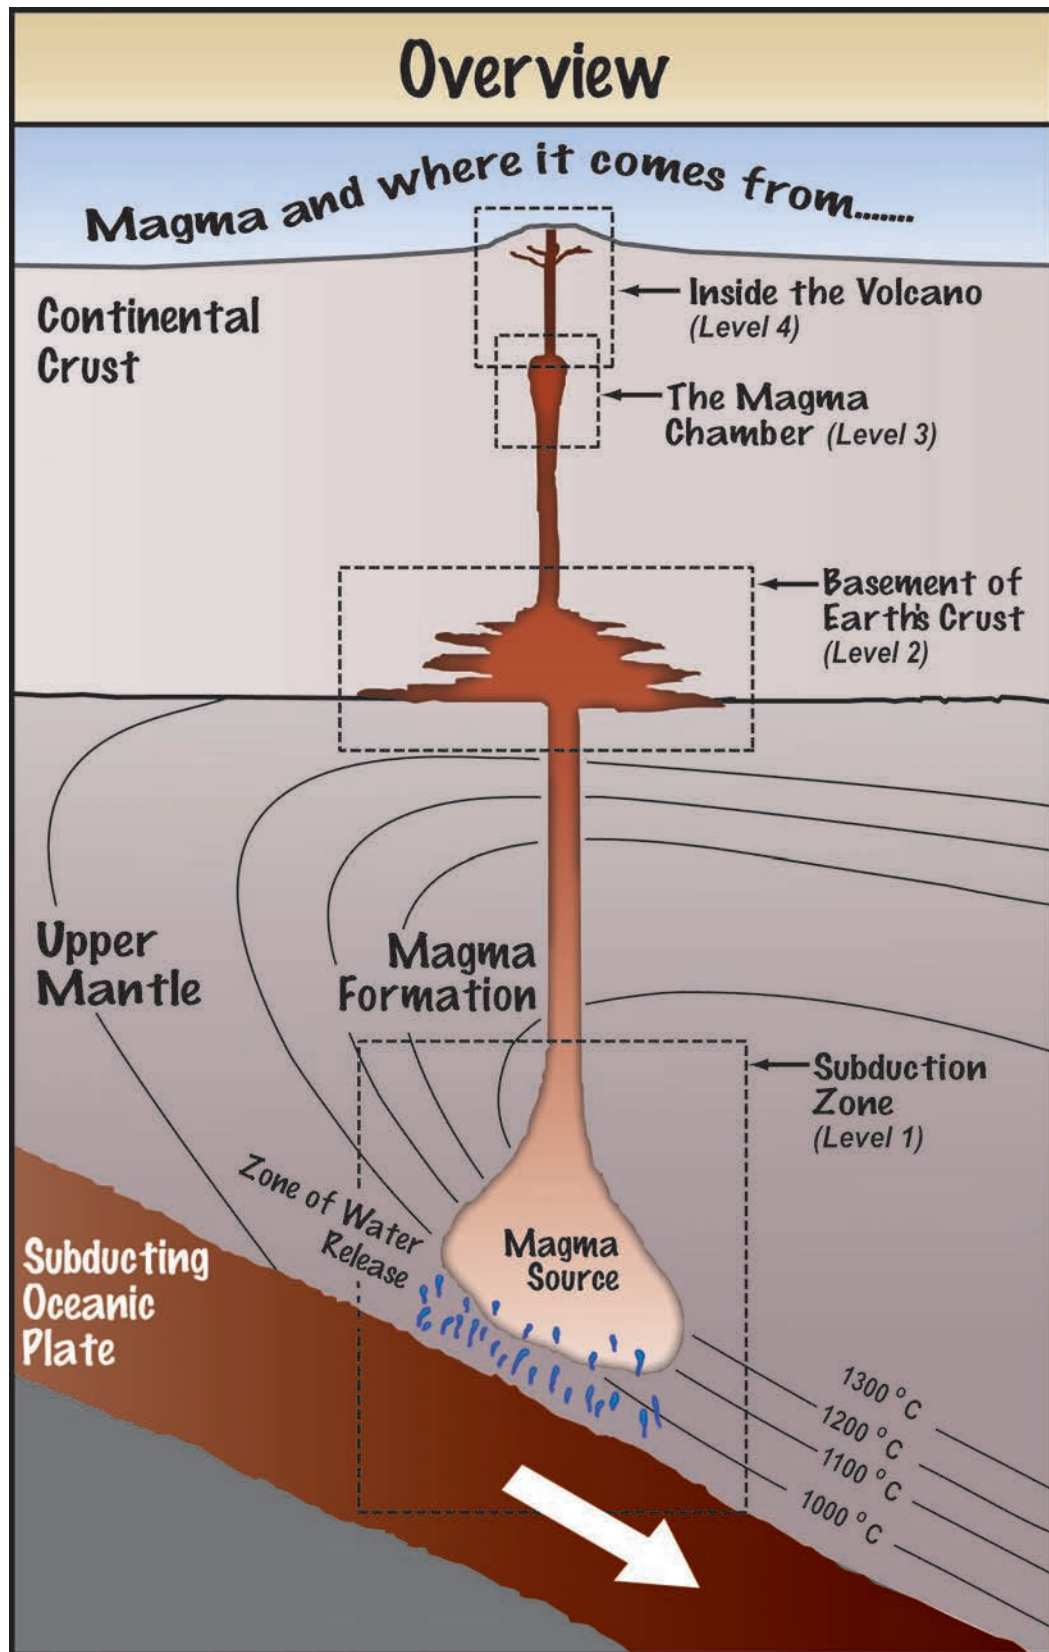 Overview
Magma and where it comes from.......
Continental
Crust
Inside the Volcano
(Level 4)
The Magma
Chamber (Level 3)
Basement of
Earth's Crust
(Level 2)
Upper
Mantle
Magma
Formation
Subduction
Zone
(Level 1)
Zone of Water
Release
Magma
Source
Subducting
Oceanic
Plate
1300 °C
1200 °C
1100 °C
1000 °C